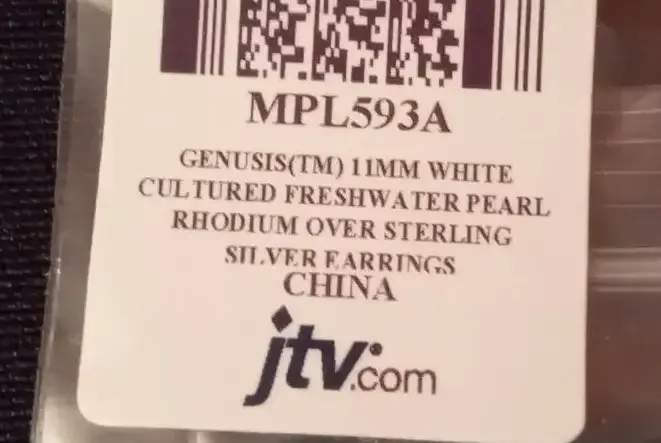 MPL593A
GENUSIS(TM) 11MM WHITE
CULTURED FRESHWATER PEARL
RHODIUM OVER STERLING
SILVER EARRINGS
CHINA
jtv.com